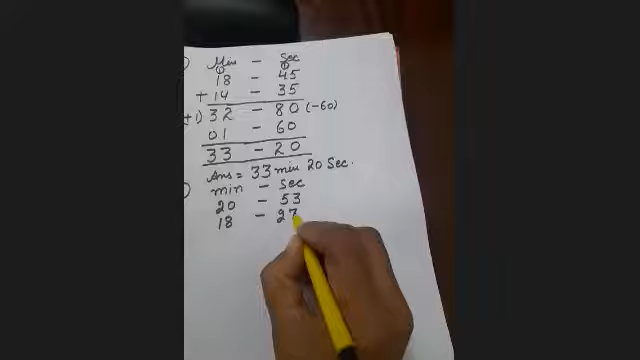 ) Min - Sec
18 - 45
+ 14 - 35
+1) 32 - 80 (-60)
01 - 60
33 - 20
Ans = 33 min 20 Sec.
) min - Sec
20 - 53
18 - 27